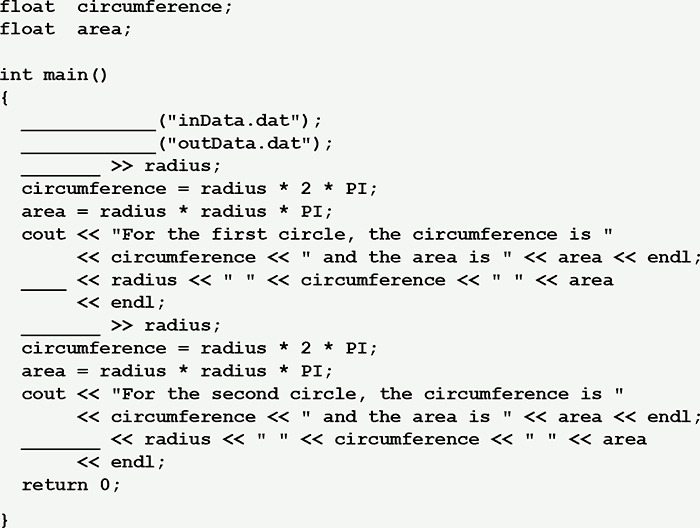 float  circumference;
float  area;
int main()
{
____________("inData.dat");
____________("outData.dat");
_______ >> radius;
circumference = radius * 2 * PI;
area = radius * radius * PI;
cout << "For the first circle, the circumference is "
<< circumference << " and the area is " << area << endl;
____ << radius << " " << circumference << " " << area
<< endl;
_______ >> radius;
circumference = radius * 2 * PI;
area = radius * radius * PI;
cout << "For the second circle, the circumference is "
<< circumference << " and the area is " << area << endl;
_______ << radius << " " << circumference << " " << area
<< endl;
return 0;
}